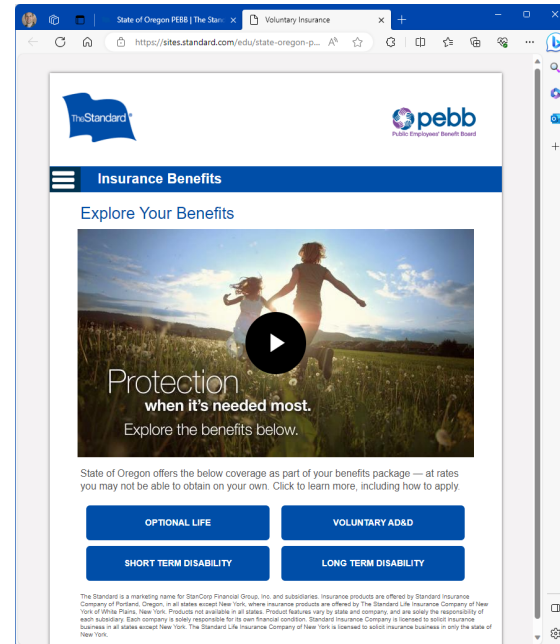 State of Oregon PEBB | The Stand
Voluntary Insurance
https://sites.standard.com/edu/state-oregon-p...
TheStandard
pebb
Public Employees' Benefit Board
Insurance Benefits
Explore Your Benefits
Protection
when it's needed most.
Explore the benefits below.
State of Oregon offers the below coverage as part of your benefits package — at rates
you may not be able to obtain on your own. Click to learn more, including how to apply.
OPTIONAL LIFE
VOLUNTARY AD&D
SHORT TERM DISABILITY
LONG TERM DISABILITY
The Standard is a marketing name for StanCorp Financial Group, Inc. and subsidiaries. Insurance products are offered by Standard Insurance
Company of Portland, Oregon, in all states except New York, where insurance products are offered by The Standard Life Insurance Company of New
York of White Plains, New York. Products not available in all states. Product features vary by state and company, and are solely the responsibility of
each subsidiary. Each company is solely responsible for its own financial condition. Standard Insurance Company is licensed to solicit insurance
business in all states except New York. The Standard Life Insurance Company of New York is licensed to solicit insurance business in only the state of
New York.